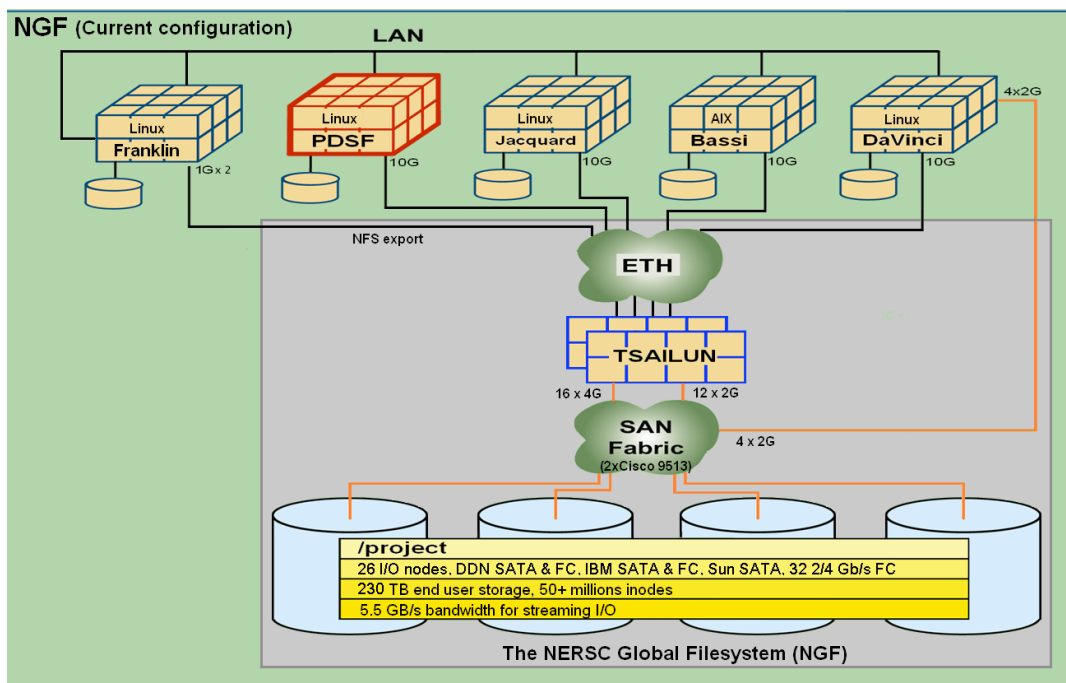 NGF (Current configuration)
LAN
4x2G
Linux
Franklin
1G x 2
Linux
PDSF
10G
Linux
Jacquard
10G
AIX
Bassi
10G
Linux
DaVinci
10G
NFS export
ETH
TSAILUN
16 x 4G
12 x 2G
SAN
Fabric
(2xCisco 9513)
4 x 2G
/project
26 I/O nodes, DDN SATA & FC, IBM SATA & FC, Sun SATA, 32 2/4 Gb/s FC
230 TB end user storage, 50+ millions inodes
5.5 GB/s bandwidth for streaming I/O
The NERSC Global Filesystem (NGF)